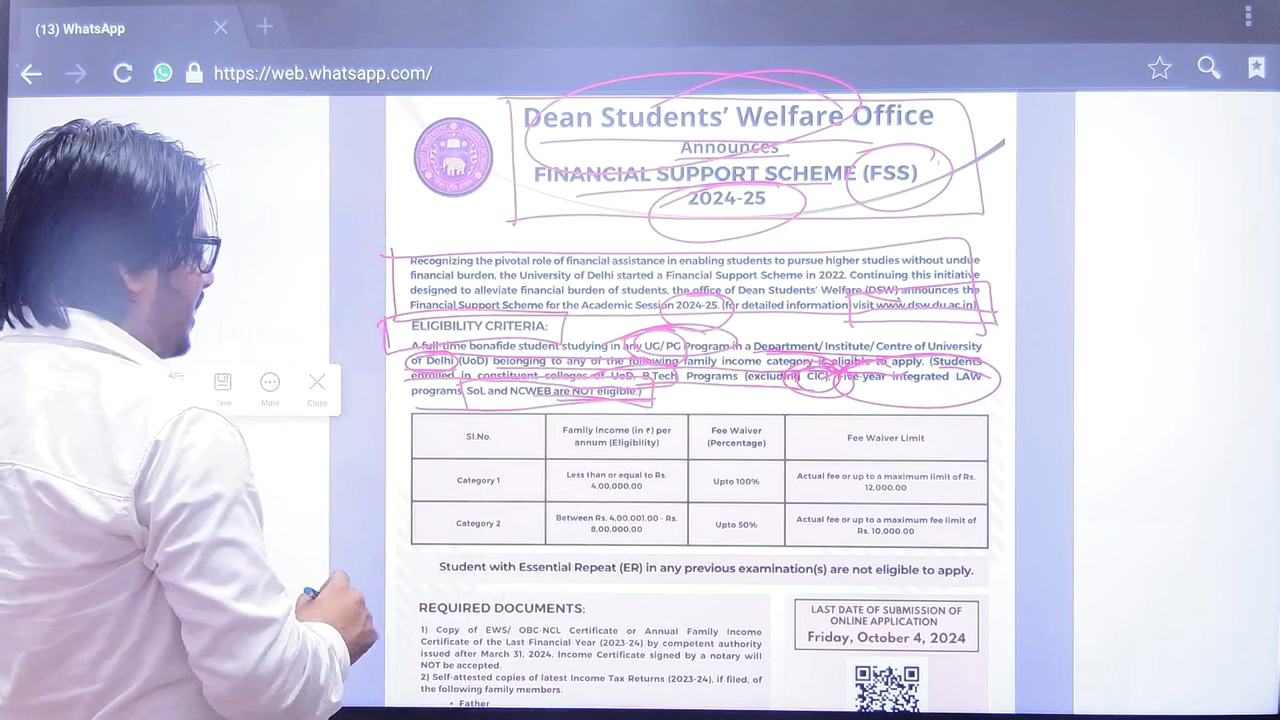 (13) WhatsApp
https://web.whatsapp.com/
Dean Students' Welfare Office
Announces
FINANCIAL SUPPORT SCHEME (FSS)
2024-25
Recognizing the pivotal role of financial assistance in enabling students to pursue higher studies without undue
financial burden, the University of Delhi started a Financial Support Scheme in 2022. Continuing this initiative
designed to alleviate financial burden of students, the office of Dean Students' Welfare (DSW) announces the
Financial Support Scheme for the Academic Session 2024-25. (for detailed information visit www.dsw.du.ac.in)
ELIGIBILITY CRITERIA:
A full time bonafide student studying in any UG/ PG Program in a Department/ Institute/ Centre of University
of Delhi (UoD) belonging to any of the following family income category is eligible to apply. (Students
enrolled in constituent colleges of UoD, B.Tech Programs (excluding CIC), Five-year integrated LAW
programs, SoL and NCWEB are NOT eligible.)
Sl.No.
Family Income (in ₹) per
annum (Eligibility)
Fee Waiver
(Percentage)
Fee Waiver Limit
Category 1
Less than or equal to Rs.
4,00,000.00
Upto 100%
Actual fee or up to a maximum limit of Rs.
12,000.00
Category 2
Between Rs. 4,00,001.00 - Rs.
8,00,000.00
Upto 50%
Actual fee or up to a maximum fee limit of
Rs. 10,000.00
Student with Essential Repeat (ER) in any previous examination(s) are not eligible to apply.
REQUIRED DOCUMENTS:
1) Copy of EWS/ OBC-NCL Certificate or Annual Family Income
Certificate of the Last Financial Year (2023-24) by competent authority
issued after March 31, 2024. Income Certificate signed by a notary will
NOT be accepted.
2) Self-attested copies of latest Income Tax Returns (2023-24), if filed, of
the following family members.
• Father
LAST DATE OF SUBMISSION OF
ONLINE APPLICATION
Friday, October 4, 2024
More
Close